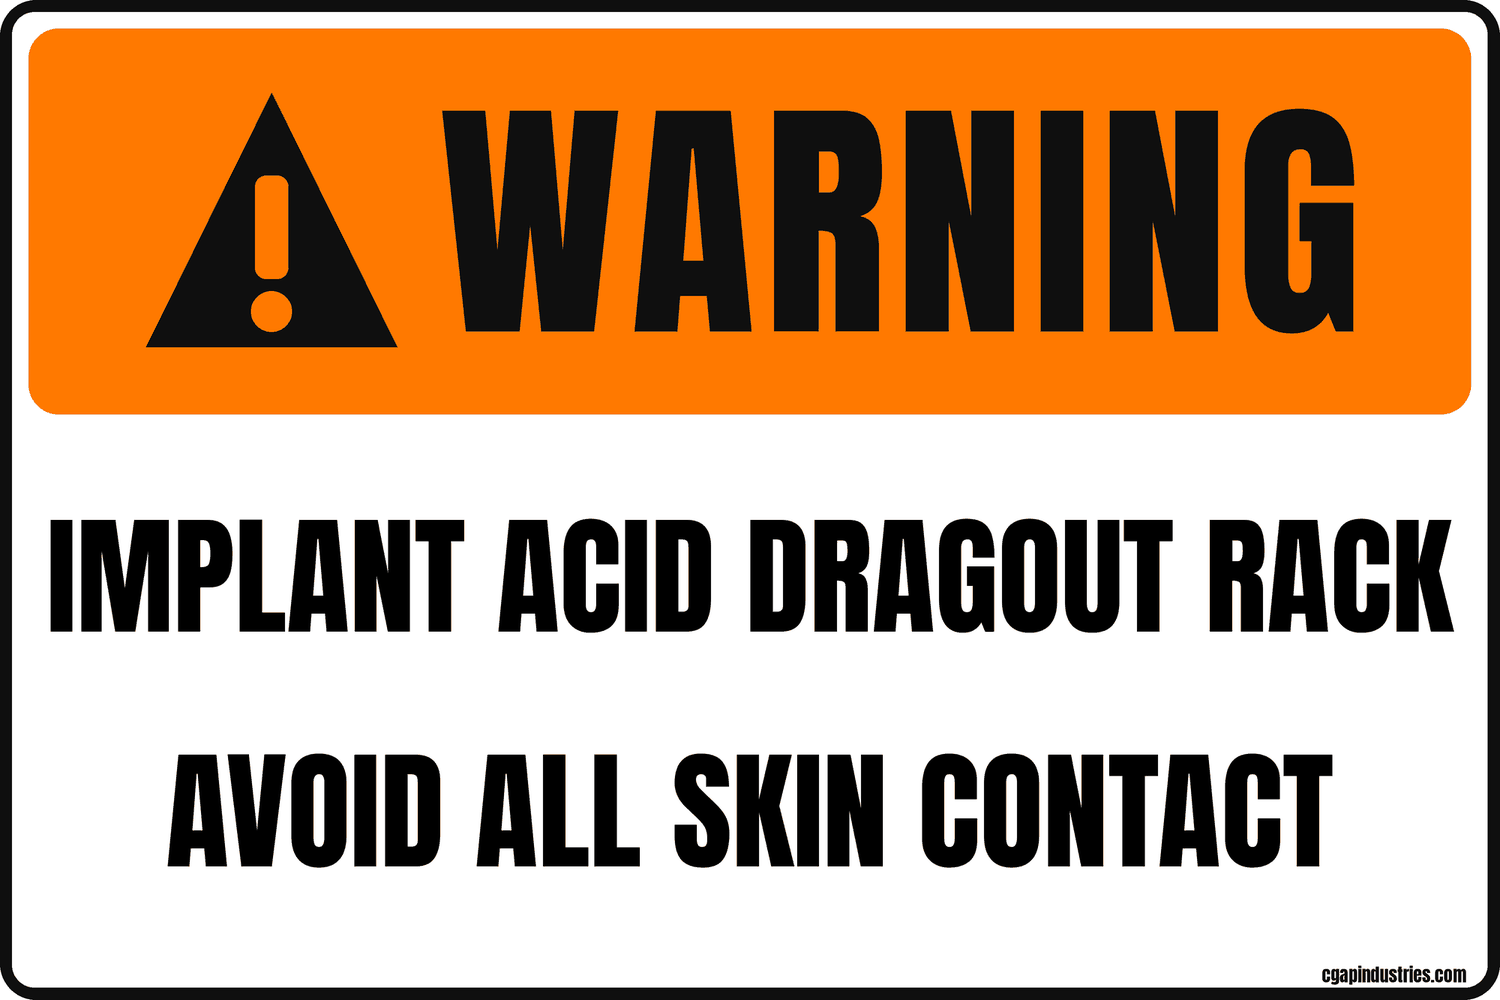 WARNING
IMPLANT ACID DRAGOUT RACK
AVOID ALL SKIN CONTACT
cgapindustries.com